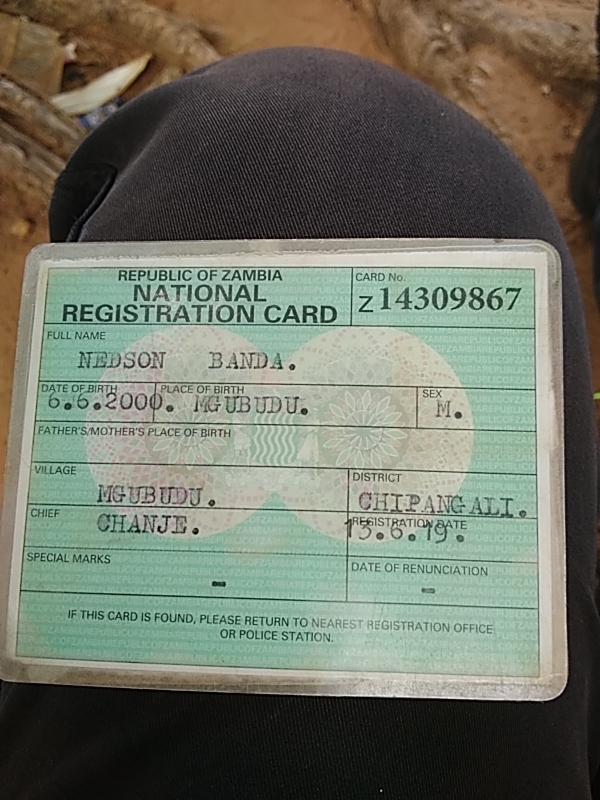 REPUBLIC OF ZAMBIA
NATIONAL
REGISTRATION CARD
CARD No.
Z14309867
FULL NAME
NEDSON BANDA.
DATE OF BIRTH PLACE OF BIRTH SEX
6.6.2000. MGUBUDU. M.
FATHER'S/MOTHER'S PLACE OF BIRTH
VILLAGE DISTRICT
MGUBUDU. CHIPANGALI.
CHIEF REGISTRATION DATE
CHANJE. 13.6.19.
SPECIAL MARKS DATE OF RENUNCIATION
- -
IF THIS CARD IS FOUND, PLEASE RETURN TO NEAREST REGISTRATION OFFICE
OR POLICE STATION.